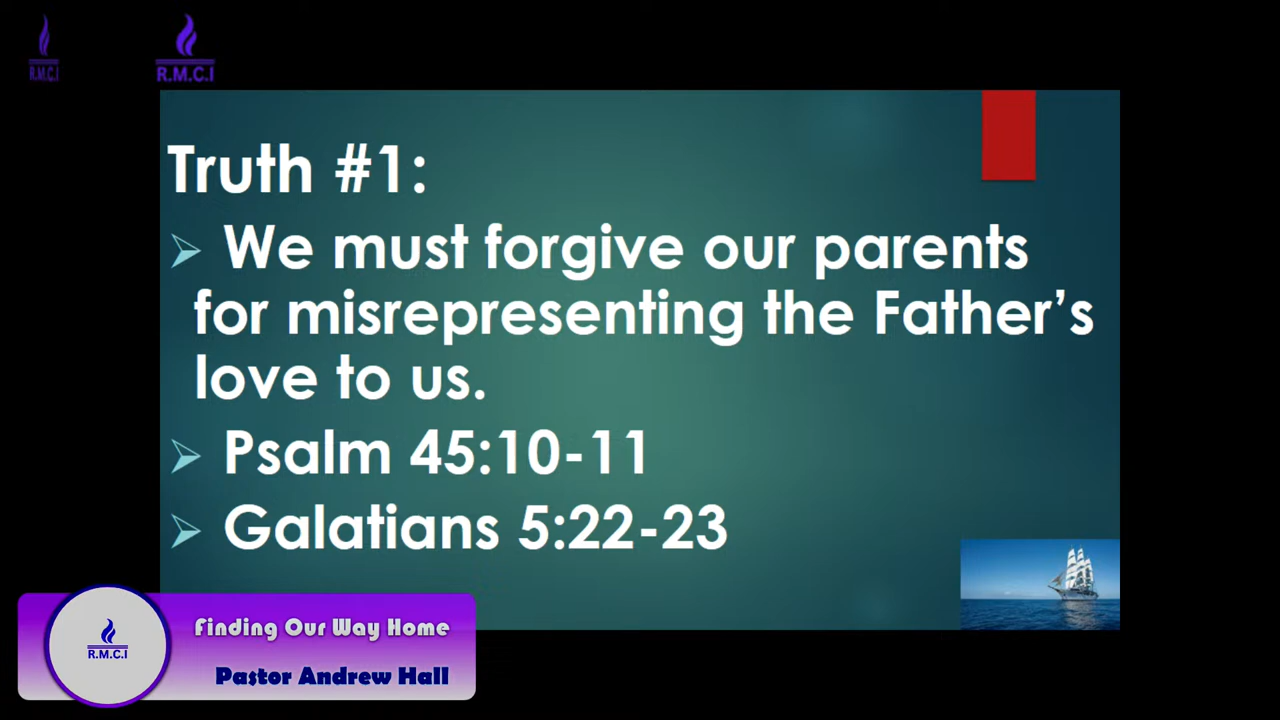 R.M.C.I
R.M.C.I
Truth #1:
We must forgive our parents
for misrepresenting the Father's
love to us.
Psalm 45:10-11
Galatians 5:22-23
R.M.C.I
Finding Our Way Home
Pastor Andrew Hall